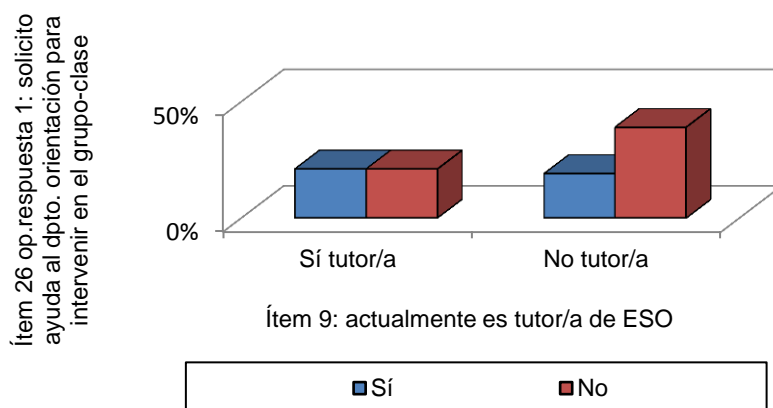 Ítem 26 op.respuesta 1: solicito
ayuda al dpto. orientación para
intervenir en el grupo-clase
50%
0%
Sí tutor/a
No tutor/a
Ítem 9: actualmente es tutor/a de ESO
Sí
No